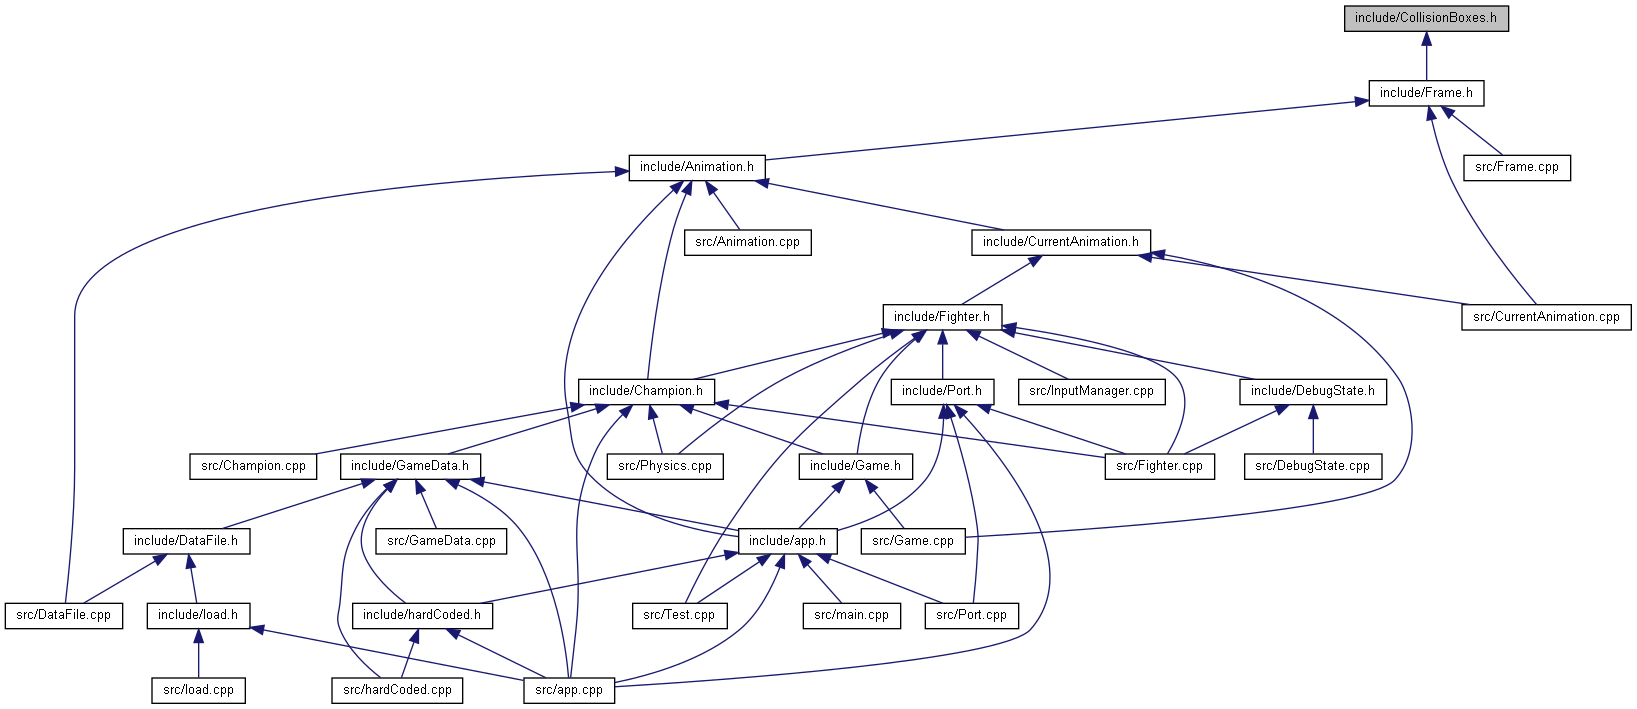 include/CollisionBoxes.h
include/Frame.h
include/Animation.h
src/Frame.cpp
src/Animation.cpp
include/CurrentAnimation.h
include/Fighter.h
src/CurrentAnimation.cpp
include/Champion.h
include/Port.h
src/InputManager.cpp
include/DebugState.h
src/Champion.cpp
include/GameData.h
src/Physics.cpp
include/Game.h
src/Fighter.cpp
src/DebugState.cpp
include/DataFile.h
src/GameData.cpp
include/app.h
src/Game.cpp
src/DataFile.cpp
include/load.h
include/hardCoded.h
src/Test.cpp
src/main.cpp
src/Port.cpp
src/load.cpp
src/hardCoded.cpp
src/app.cpp